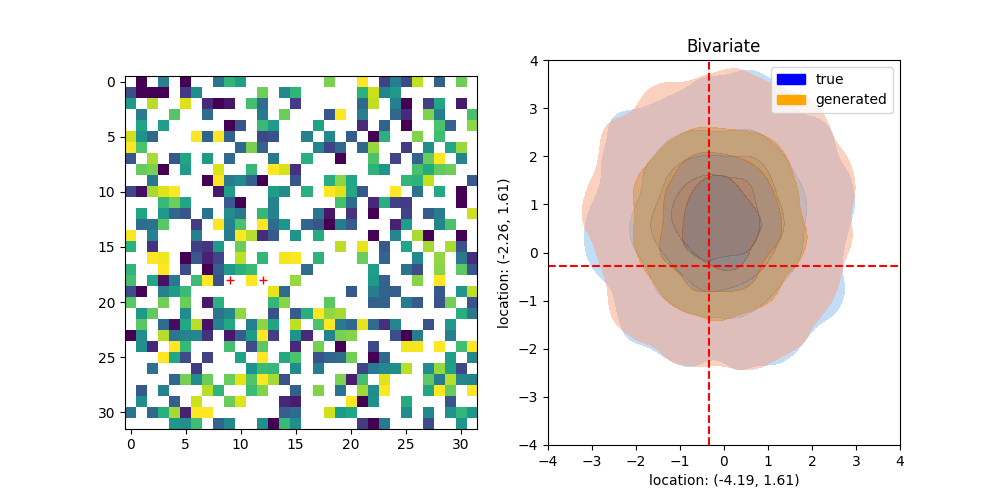 Bivariate
0
5
10
15
20
25
30
0 5 10 15 20 25 30
4
3
2
1
0
−1
−2
−3
−4
−4 −3 −2 −1 0 1 2 3 4
true
generated
location: (-2.26, 1.61)
location: (-4.19, 1.61)